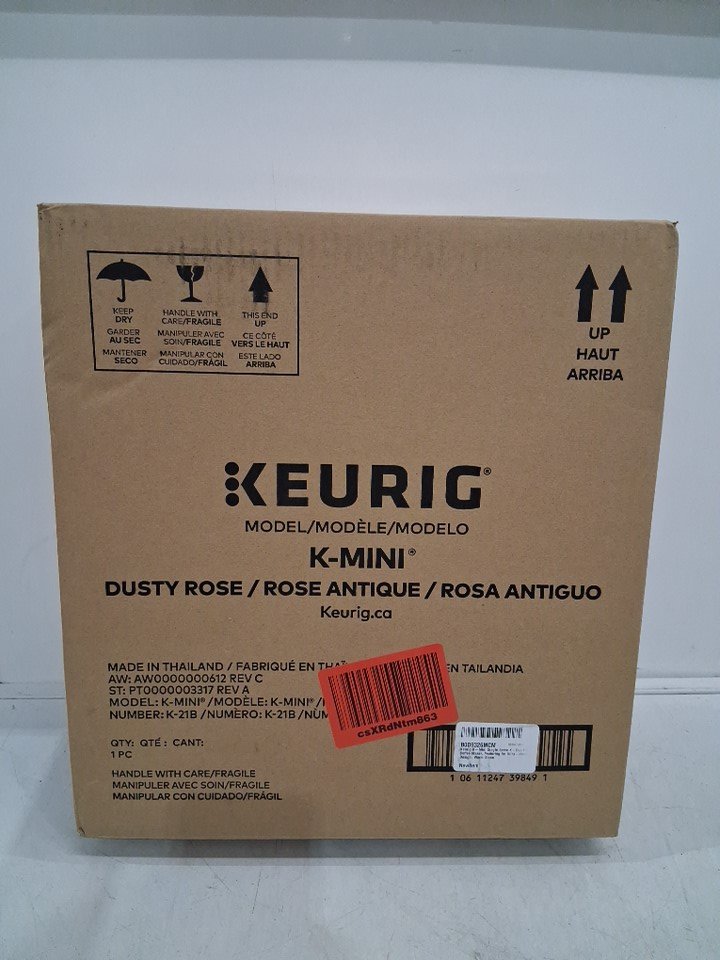 KEEP
DRY
GARDER
AU SEC
MANTENER
SECO
HANDLE WITH
CARE/FRAGILE
MANIPULER AVEC
SOIN/FRAGILE
MANIPULAR CON
CUIDADO/FRÁGIL
THIS END
UP
CE CÔTÉ
VERS LE HAUT
ESTE LADO
ARRIBA
UP
HAUT
ARRIBA
KEURIG®
MODEL/MODÈLE/MODELO
K-MINI®
DUSTY ROSE / ROSE ANTIQUE / ROSA ANTIGUO
Keurig.ca
MADE IN THAILAND / FABRIQUÉ EN THAÏ EN TAILANDIA
AW: AW0000000612 REV C
ST: PT0000003317 REV A
MODEL: K-MINI® / MODÈLE: K-MINI® /
NUMBER: K-21B / NUMÈRO: K-21B / NÚM
csXRdNtm863
QTY: QTÉ : CANT:
1 PC
HANDLE WITH CARE/FRAGILE
MANIPULER AVEC SOIN/FRAGILE
MANIPULAR CON CUIDADO/FRÁGIL
1 06 11247 39849 1